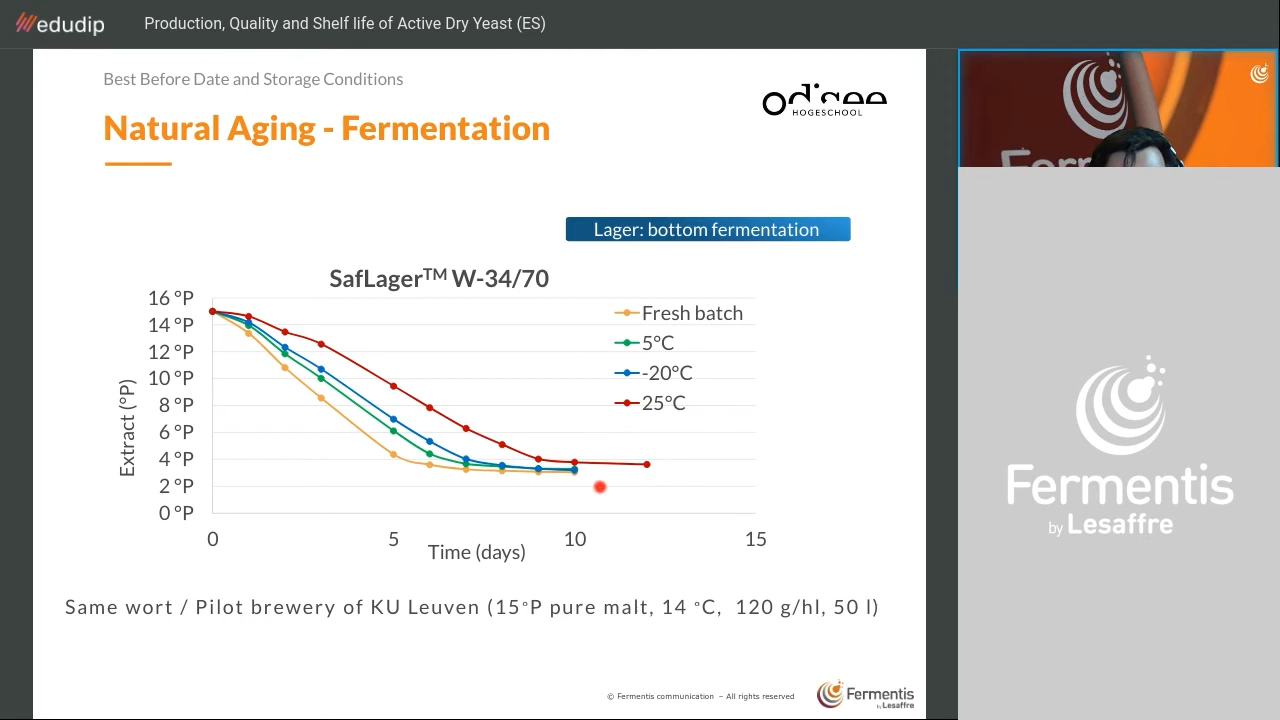 edudip
Production, Quality and Shelf life of Active Dry Yeast (ES)
Best Before Date and Storage Conditions
Natural Aging - Fermentation
odisee
HOGESCHOOL
Lager: bottom fermentation
SafLager™ W-34/70
16 °P
14 °P
12 °P
10 °P
8 °P
6 °P
4 °P
2 °P
0 °P
Extract (°P)
Fresh batch
5°C
-20°C
25°C
0
5
10
15
Time (days)
Same wort / Pilot brewery of KU Leuven (15°P pure malt, 14 °C, 120 g/hl, 50 l)
© Fermentis communication – All rights reserved
Fermentis
by Lesaffre
Fermentis
by Lesaffre